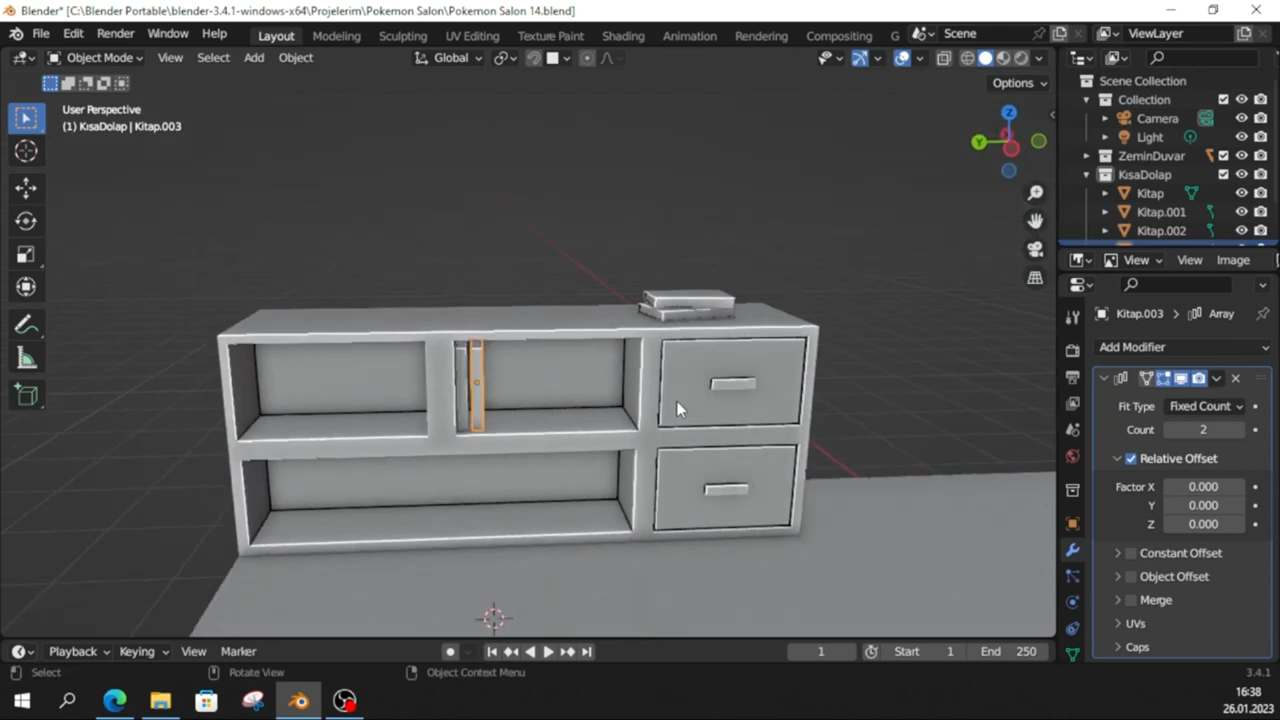 Blender* [C:\Blender Portable\blender-3.4.1-windows-x64\Projelerim\Pokemon Salon\Pokemon Salon 14.blend]
File Edit Render Window Help Layout Modeling Sculpting UV Editing Texture Paint Shading Animation Rendering Compositing G Scene ViewLayer
Object Mode View Select Add Object Global
Options
User Perspective
(1) KısaDolap | Kitap.003
Z
Y
Scene Collection
Collection
Camera
Light
ZeminDuvar
KısaDolap
Kitap
Kitap.001
Kitap.002
View View Image
Kitap.003 Array
Add Modifier
Fit Type Fixed Count
Count 2
Relative Offset
Factor X 0.000
Y 0.000
Z 0.000
Constant Offset
Object Offset
Merge
UVs
Caps
Playback Keying View Marker 1 Start 1 End 250
Select Rotate View Object Context Menu 3.4.1
16:38
26.01.2023